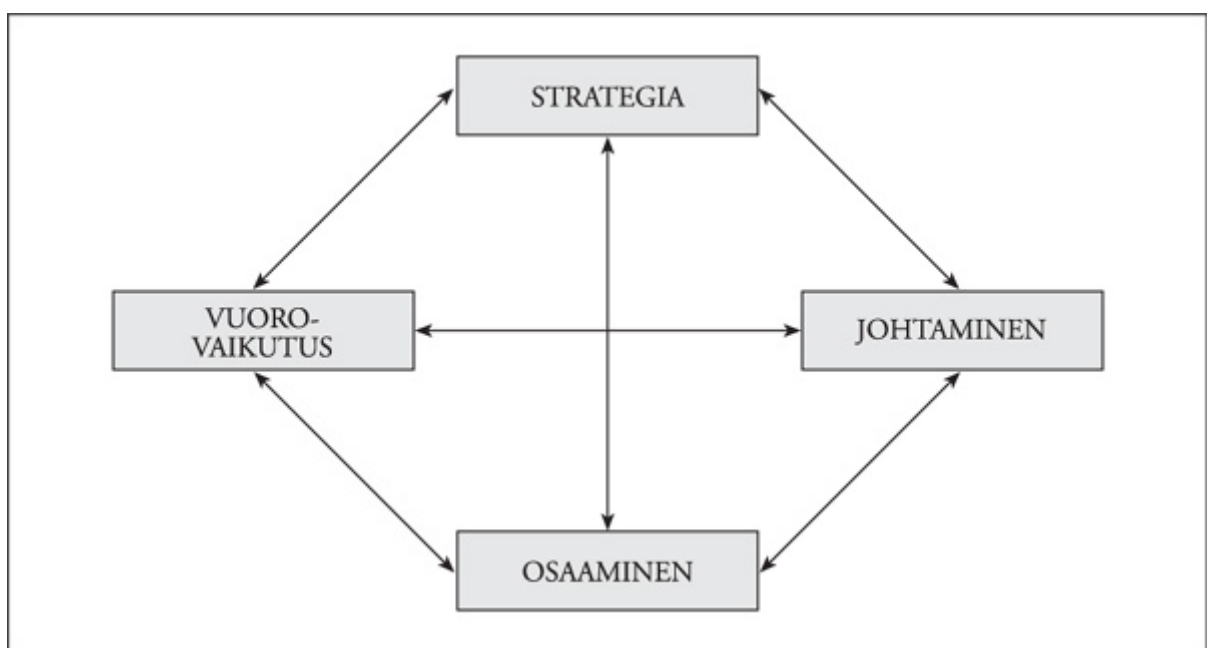 STRATEGIA
VUORO-
VAIKUTUS
JOHTAMINEN
OSAAMINEN